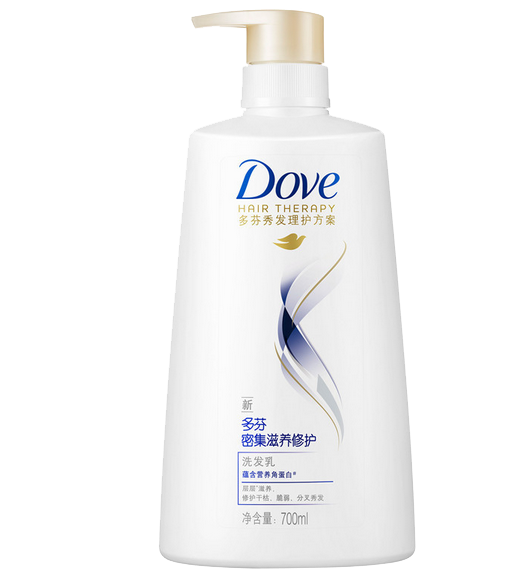 Dove
HAIR THERAPY
多芬秀发理护方案
新
多芬
密集滋养修护
洗发乳
蕴含营养角蛋白*
层层*滋养,
修护干枯、脆弱、分叉秀发
净含量: 700ml